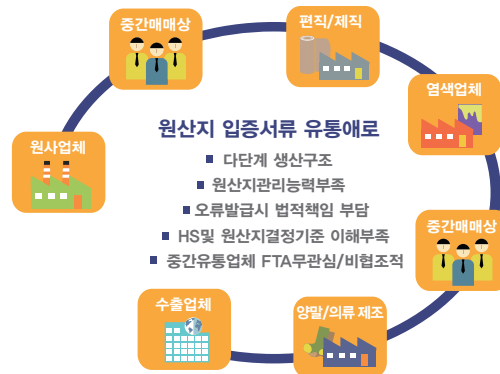 중간매매상
편직/제직
염색업체
원사업체
원산지 입증서류 유통애로
■ 다단계 생산구조
■ 원산지관리능력부족
■ 오류발급시 법적책임 부담
■ HS및 원산지결정기준 이해부족
■ 중간유통업체 FTA무관심/비협조적
중간매매상
수출업체
양말/의류 제조